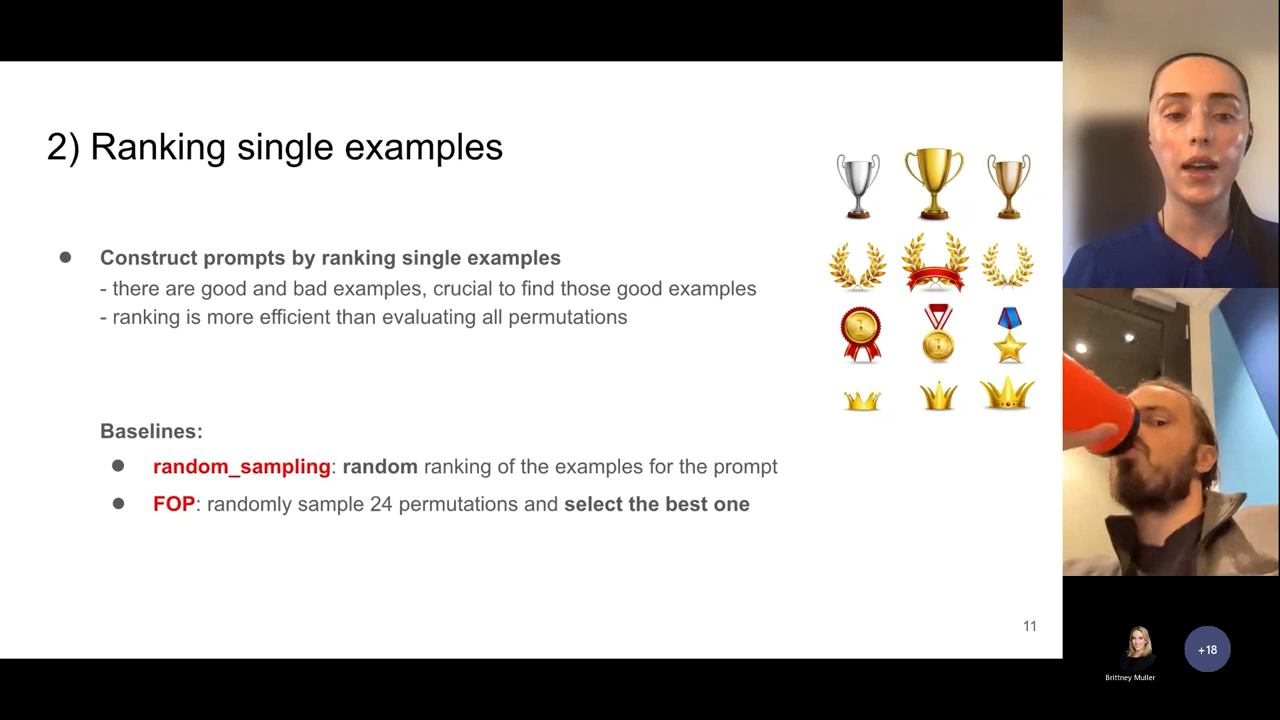 2) Ranking single examples
● Construct prompts by ranking single examples
- there are good and bad examples, crucial to find those good examples
- ranking is more efficient than evaluating all permutations
Baselines:
● random_sampling: random ranking of the examples for the prompt
● FOP: randomly sample 24 permutations and select the best one
11
+18
Brittney Muller